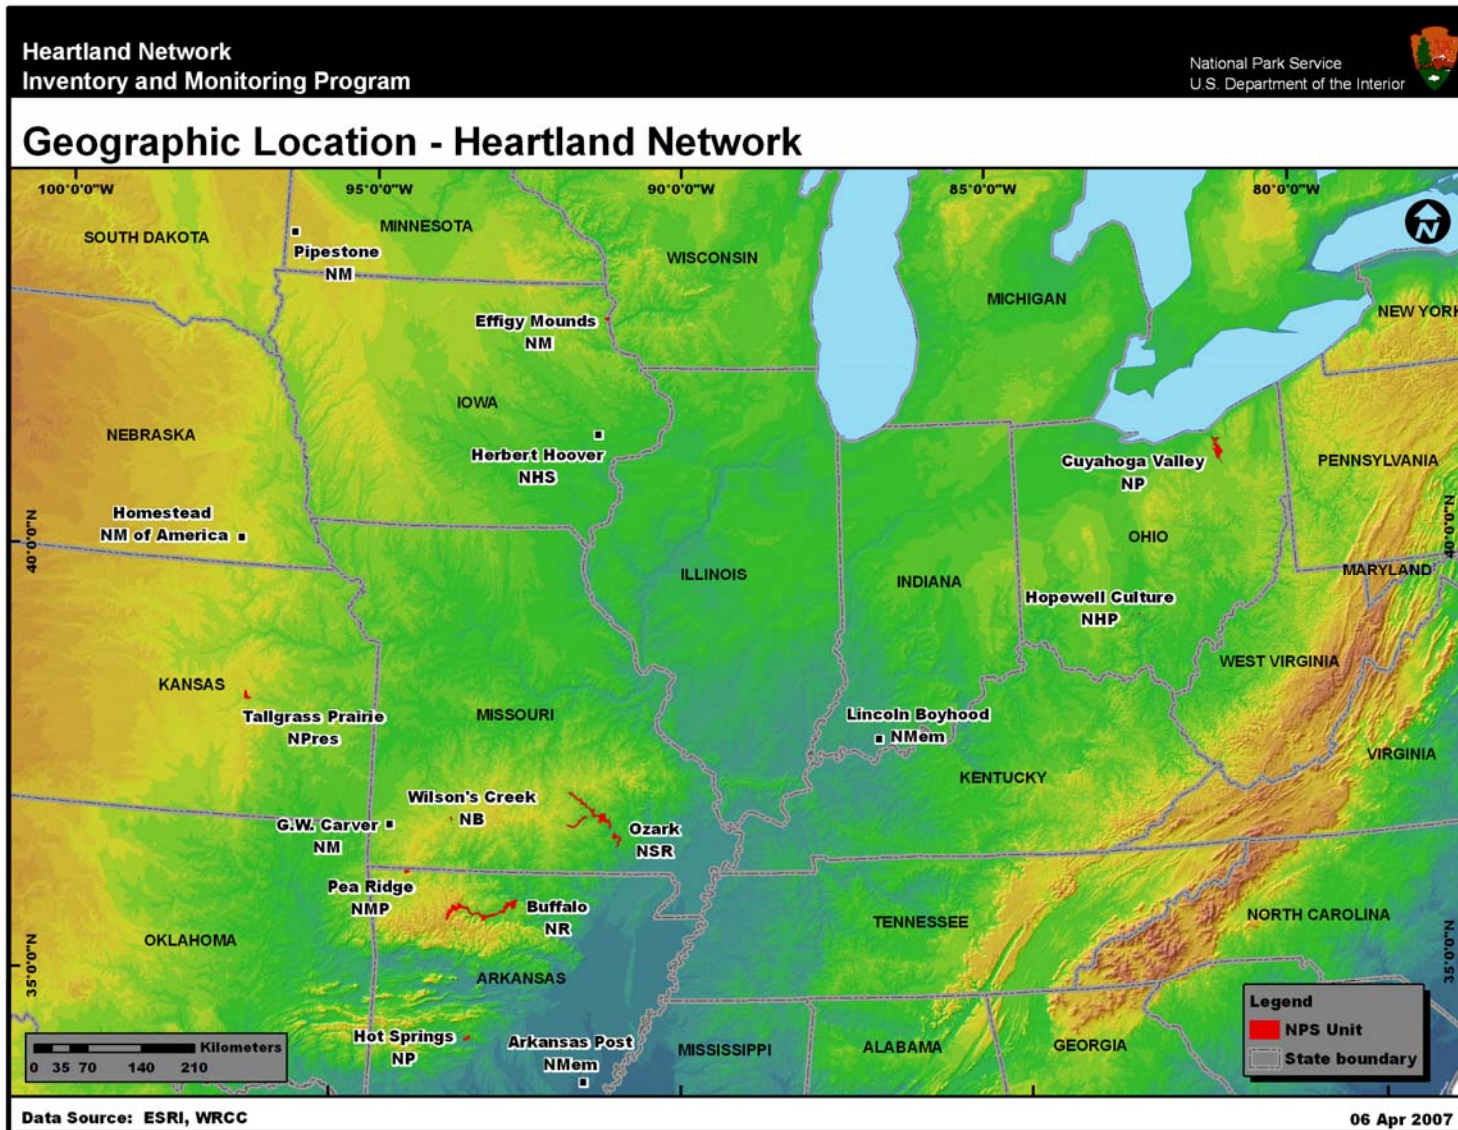 Heartland Network
Inventory and Monitoring Program
National Park Service
U.S. Department of the Interior
Geographic Location - Heartland Network
100°0'0"W
95°0'0"W
90°0'0"W
85°0'0"W
80°0'0"W
N
SOUTH DAKOTA
MINNESOTA
Pipestone
NM
WISCONSIN
MICHIGAN
NEW YORK
Effigy Mounds
NM
IOWA
NEBRASKA
Herbert Hoover
NHS
Cuyahoga Valley
NP
PENNSYLVANIA
Homestead
NM of America
40°0'0"N
40°0'0"N
OHIO
ILLINOIS
INDIANA
MARYLAND
Hopewell Culture
NHP
WEST VIRGINIA
KANSAS
Tallgrass Prairie
NPres
MISSOURI
Lincoln Boyhood
NMem
VIRGINIA
KENTUCKY
Wilson's Creek
NB
G.W. Carver
NM
Ozark
NSR
Pea Ridge
NMP
Buffalo
NR
TENNESSEE
NORTH CAROLINA
OKLAHOMA
35°0'0"N
35°0'0"N
ARKANSAS
Hot Springs
NP
Arkansas Post
NMem
MISSISSIPPI
ALABAMA
GEORGIA
Legend
NPS Unit
State boundary
Kilometers
0 35 70 140 210
Data Source: ESRI, WRCC
06 Apr 2007